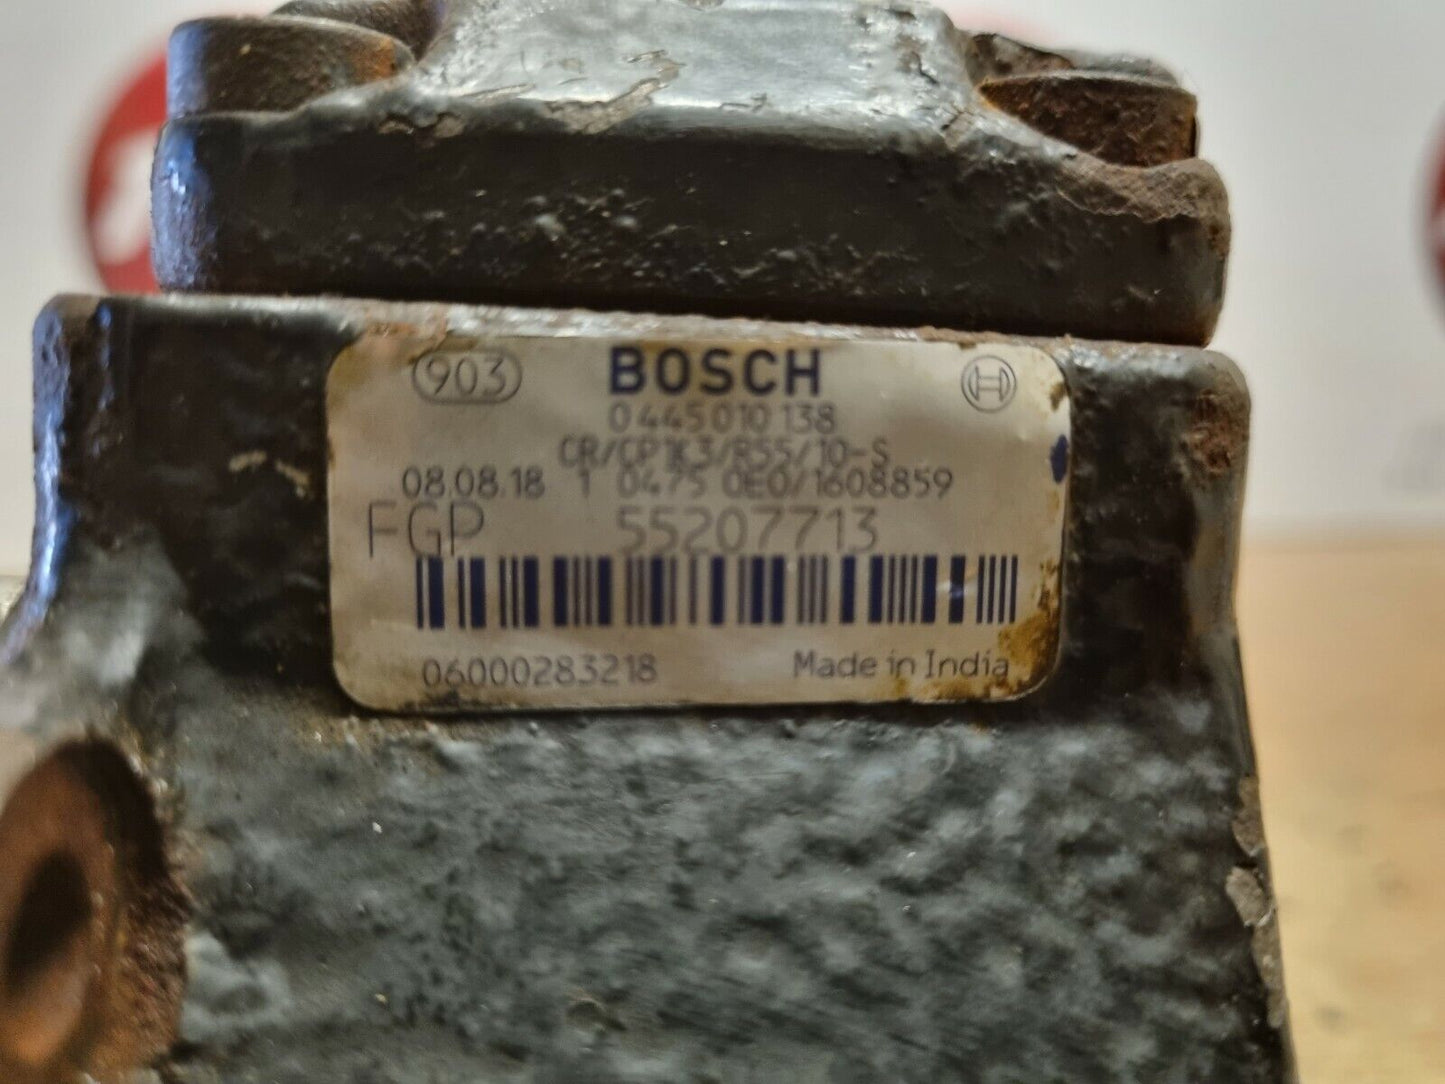 903 BOSCH
0 445 010 138
CR/CP1K3/R55/10-S
08.08.18 1 0475 0E0/1608859
FGP 55207713
06000283218 Made in India